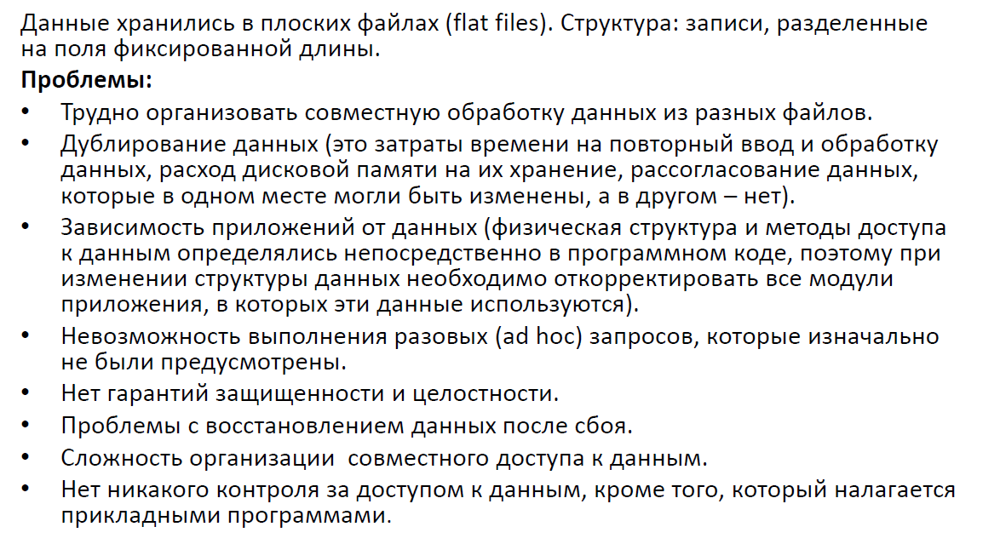 Данные хранились в плоских файлах (flat files). Структура: записи, разделенные
на поля фиксированной длины.
Проблемы:
• Трудно организовать совместную обработку данных из разных файлов.
• Дублирование данных (это затраты времени на повторный ввод и обработку
данных, расход дисковой памяти на их хранение, рассогласование данных,
которые в одном месте могли быть изменены, а в другом – нет).
• Зависимость приложений от данных (физическая структура и методы доступа
к данным определялись непосредственно в программном коде, поэтому при
изменении структуры данных необходимо откорректировать все модули
приложения, в которых эти данные используются).
• Невозможность выполнения разовых (ad hoc) запросов, которые изначально
не были предусмотрены.
• Нет гарантий защищенности и целостности.
• Проблемы с восстановлением данных после сбоя.
• Сложность организации  совместного доступа к данным.
• Нет никакого контроля за доступом к данным, кроме того, который налагается
прикладными программами.